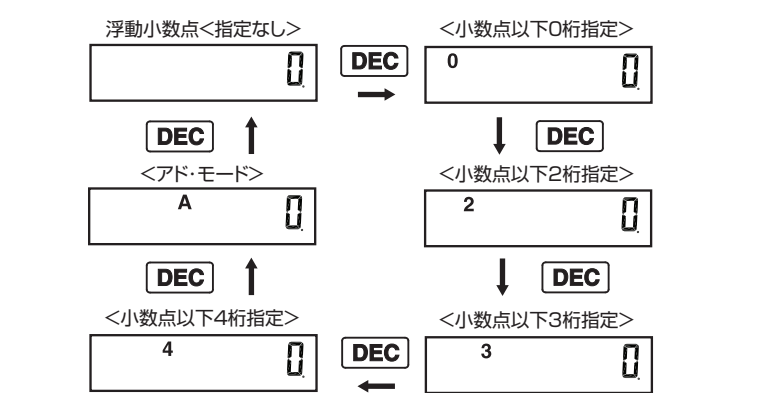 浮動小数点<指定なし>
0.
DEC
<小数点以下0桁指定>
0 0.
DEC
DEC
<アド・モード>
A 0.
<小数点以下2桁指定>
2 0.
DEC
DEC
<小数点以下4桁指定>
4 0.
DEC
<小数点以下3桁指定>
3 0.